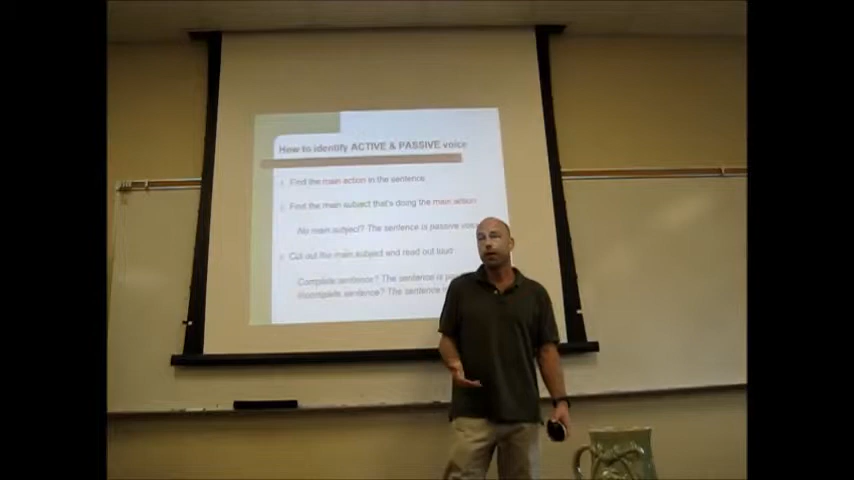 How to identify ACTIVE & PASSIVE voice
1. Find the main action in the sentence
2. Find the main subject that's doing the main action
No main subject? The sentence is passive
3. Cut out the main subject and read out loud
Complete sentence? The sentence is
Incomplete sentence? The sentence